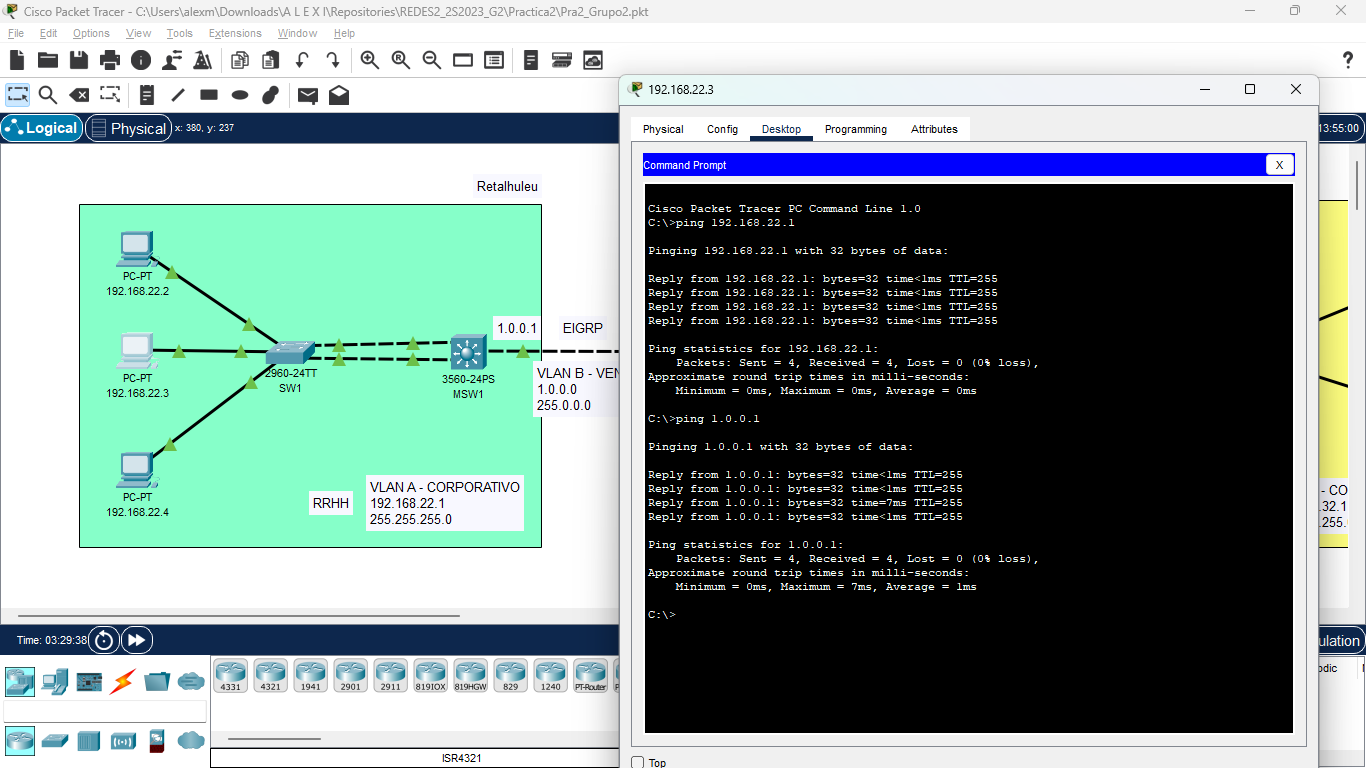 Cisco Packet Tracer - C:\Users\alexm\Downloads\A L E X I\Repositories\REDES2_2S2023_G2\Practica2\Pra2_Grupo2.pkt
File Edit Options View Tools Extensions Window Help
Logical Physical x: 380, y: 237
13:55:00
Retalhuleu
PC-PT
192.168.22.2
PC-PT
192.168.22.3
PC-PT
192.168.22.4
2960-24TT
SW1
3560-24PS
MSW1
1.0.0.1
EIGRP
VLAN B - VEN
1.0.0.0
255.0.0.0
RRHH
VLAN A - CORPORATIVO
192.168.22.1
255.255.255.0
192.168.22.3
Physical Config Desktop Programming Attributes
Command Prompt
X
Cisco Packet Tracer PC Command Line 1.0
C:\>ping 192.168.22.1
Pinging 192.168.22.1 with 32 bytes of data:
Reply from 192.168.22.1: bytes=32 time<1ms TTL=255
Reply from 192.168.22.1: bytes=32 time<1ms TTL=255
Reply from 192.168.22.1: bytes=32 time<1ms TTL=255
Reply from 192.168.22.1: bytes=32 time<1ms TTL=255
Ping statistics for 192.168.22.1:
Packets: Sent = 4, Received = 4, Lost = 0 (0% loss),
Approximate round trip times in milli-seconds:
Minimum = 0ms, Maximum = 0ms, Average = 0ms
C:\>ping 1.0.0.1
Pinging 1.0.0.1 with 32 bytes of data:
Reply from 1.0.0.1: bytes=32 time<1ms TTL=255
Reply from 1.0.0.1: bytes=32 time<1ms TTL=255
Reply from 1.0.0.1: bytes=32 time=7ms TTL=255
Reply from 1.0.0.1: bytes=32 time<1ms TTL=255
Ping statistics for 1.0.0.1:
Packets: Sent = 4, Received = 4, Lost = 0 (0% loss),
Approximate round trip times in milli-seconds:
Minimum = 0ms, Maximum = 7ms, Average = 1ms
C:\>
Top
- CO
.32.1
.255.
Time: 03:29:38
ulation
odic
4331 4321 1941 2901 2911 819IOX 819HGW 829 1240 PT-Router
ISR4321